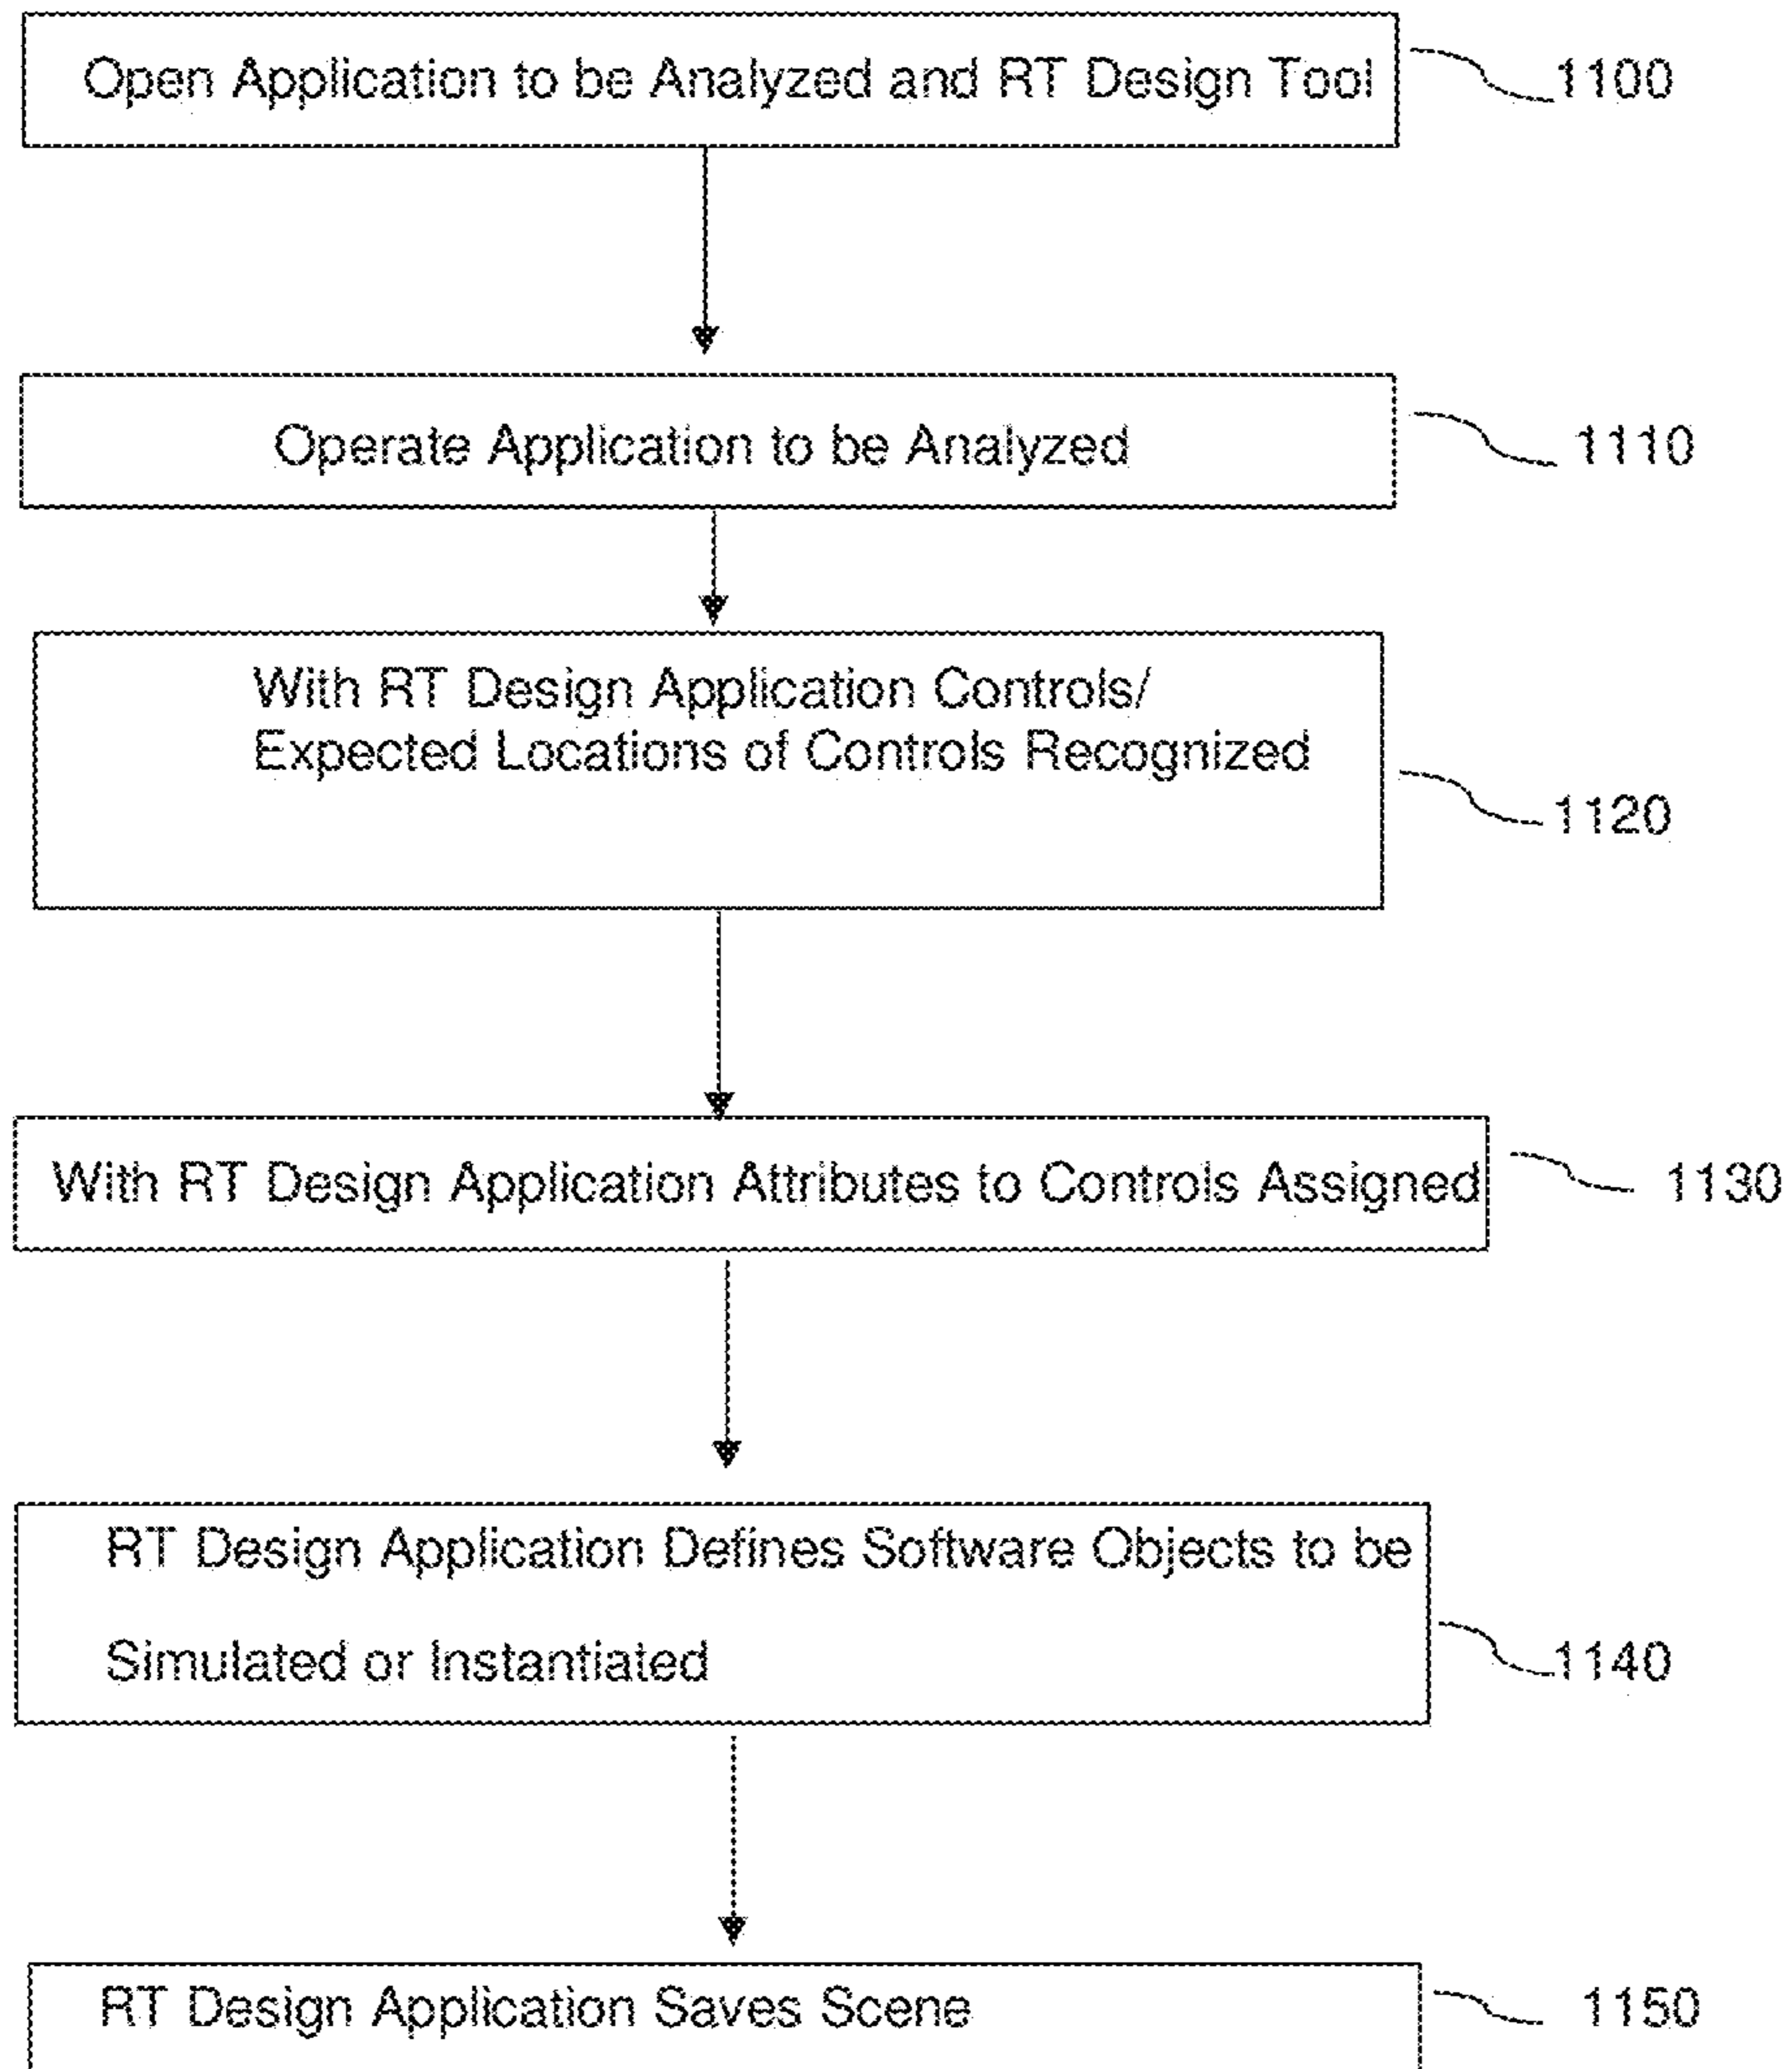 Open Application to be Analyzed and RT Design Tool
1100
Operate Application to be Analyzed
1110
With RT Design Application Controls/
Expected Locations of Controls Recognized
1120
With RT Design Application Attributes to Controls Assigned
1130
RT Design Application Defines Software Objects to be
Simulated or Instantiated
1140
RT Design Application Saves Scene
1150